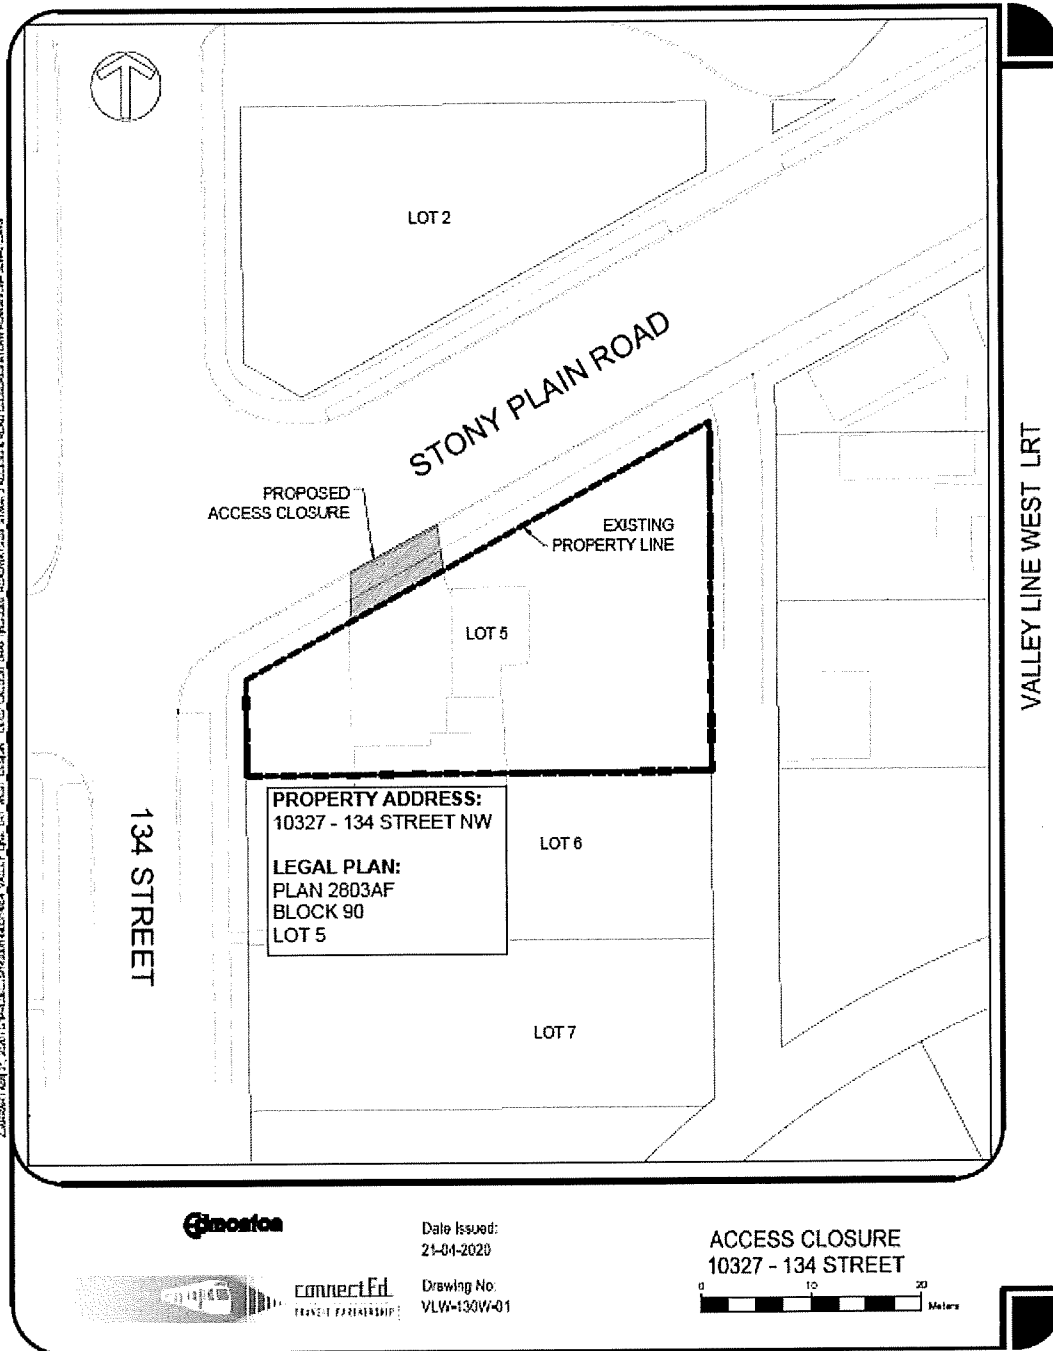 LOT 2
STONY PLAIN ROAD
PROPOSED
ACCESS CLOSURE
EXISTING
PROPERTY LINE
LOT 5
VALLEY LINE WEST LRT
134 STREET
PROPERTY ADDRESS:
10327 - 134 STREET NW
LEGAL PLAN:
PLAN 2803AF
BLOCK 90
LOT 5
LOT 6
LOT 7
Edmonton
Date Issued:
21-04-2020
connectEd
TRANSIT PARTNERSHIP
Drawing No:
VLW-130W-01
ACCESS CLOSURE
10327 - 134 STREET
0 10 20
Meters